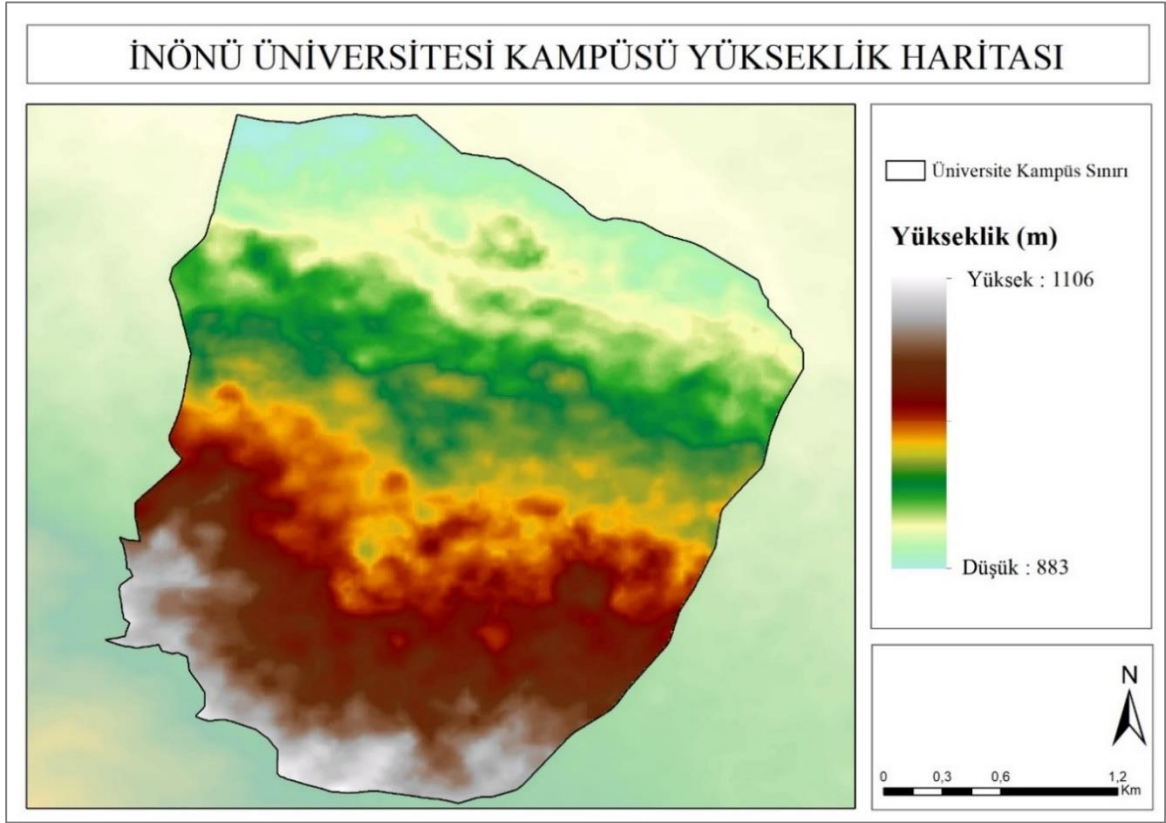 İNÖNÜ ÜNİVERSİTESİ KAMPÜSÜ YÜKSEKLİK HARİTASI
Üniversite Kampüs Sınırı
Yükseklik (m)
Yüksek : 1106
Düşük : 883
N
0 0,3 0,6 1,2
Km